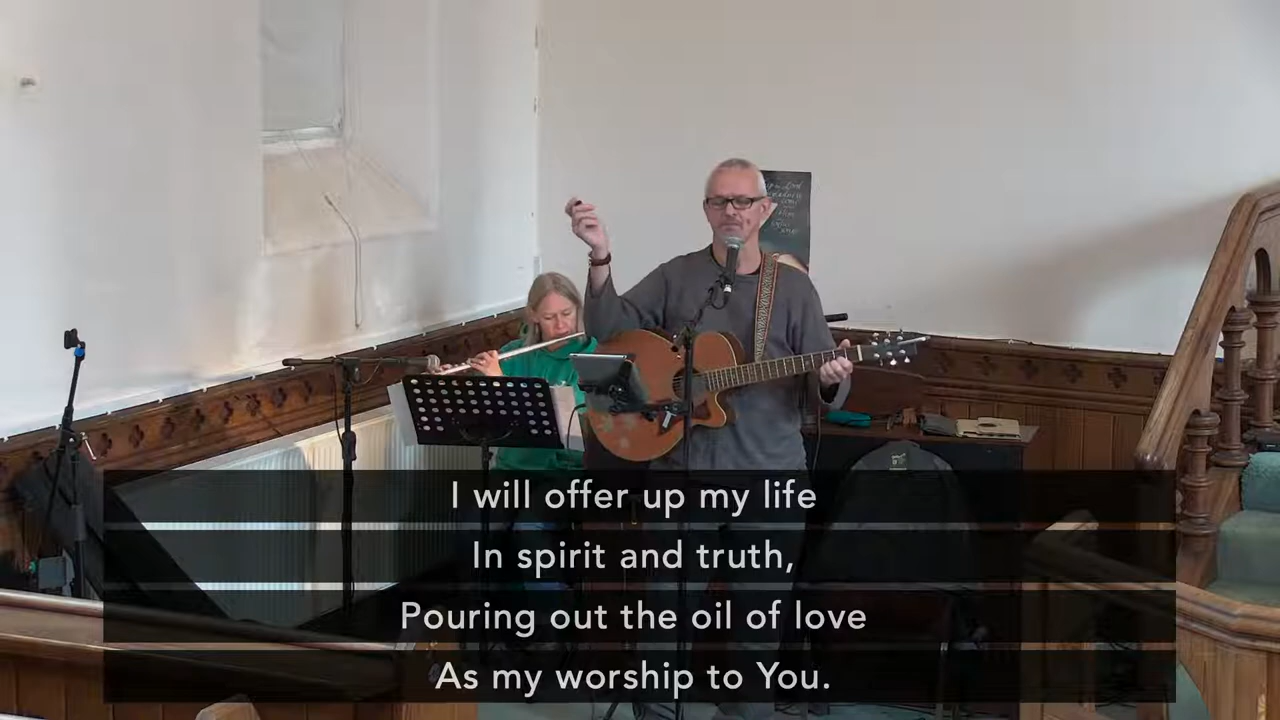 I will offer up my life
In spirit and truth,
Pouring out the oil of love
As my worship to You.